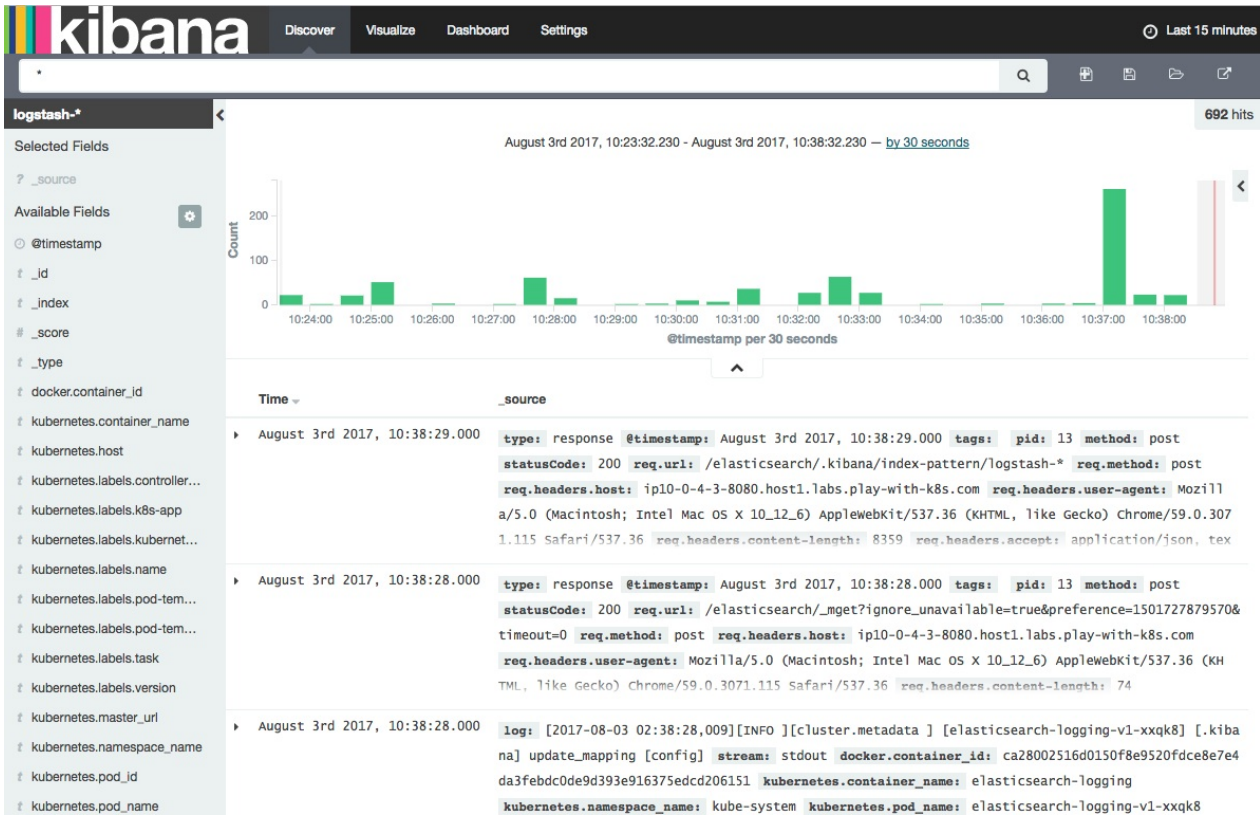 kibana
Discover Visualize Dashboard Settings
Last 15 minutes
*
logstash-*
692 hits
Selected Fields
? _source
Available Fields
@timestamp
t _id
t _index
# _score
t _type
t docker.container_id
t kubernetes.container_name
t kubernetes.host
t kubernetes.labels.controller...
t kubernetes.labels.k8s-app
t kubernetes.labels.kubernet...
t kubernetes.labels.name
t kubernetes.labels.pod-tem...
t kubernetes.labels.pod-tem...
t kubernetes.labels.task
t kubernetes.labels.version
t kubernetes.master_url
t kubernetes.namespace_name
t kubernetes.pod_id
t kubernetes.pod_name
August 3rd 2017, 10:23:32.230 - August 3rd 2017, 10:38:32.230 — by 30 seconds
Count
200
100
0
10:24:00 10:25:00 10:26:00 10:27:00 10:28:00 10:29:00 10:30:00 10:31:00 10:32:00 10:33:00 10:34:00 10:35:00 10:36:00 10:37:00 10:38:00
@timestamp per 30 seconds
Time _source
August 3rd 2017, 10:38:29.000 type: response @timestamp: August 3rd 2017, 10:38:29.000 tags: pid: 13 method: post
statusCode: 200 req.url: /elasticsearch/.kibana/index-pattern/logstash-* req.method: post
req.headers.host: ip10-0-4-3-8080.host1.labs.play-with-k8s.com req.headers.user-agent: Mozill
a/5.0 (Macintosh; Intel Mac OS X 10_12_6) AppleWebKit/537.36 (KHTML, like Gecko) Chrome/59.0.307
1.115 Safari/537.36 req.headers.content-length: 8359 req.headers.accept: application/json, tex
August 3rd 2017, 10:38:28.000 type: response @timestamp: August 3rd 2017, 10:38:28.000 tags: pid: 13 method: post
statusCode: 200 req.url: /elasticsearch/_mget?ignore_unavailable=true&preference=1501727879570&
timeout=0 req.method: post req.headers.host: ip10-0-4-3-8080.host1.labs.play-with-k8s.com
req.headers.user-agent: Mozilla/5.0 (Macintosh; Intel Mac OS X 10_12_6) AppleWebKit/537.36 (KH
TML, like Gecko) Chrome/59.0.3071.115 Safari/537.36 req.headers.content-length: 74
August 3rd 2017, 10:38:28.000 log: [2017-08-03 02:38:28,009][INFO ][cluster.metadata ] [elasticsearch-logging-v1-xxqk8] [.kiba
na] update_mapping [config] stream: stdout docker.container_id: ca28002516d0150f8e9520fdce8e7e4
da3febdc0de9d393e916375edcd206151 kubernetes.container_name: elasticsearch-logging
kubernetes.namespace_name: kube-system kubernetes.pod_name: elasticsearch-logging-v1-xxqk8